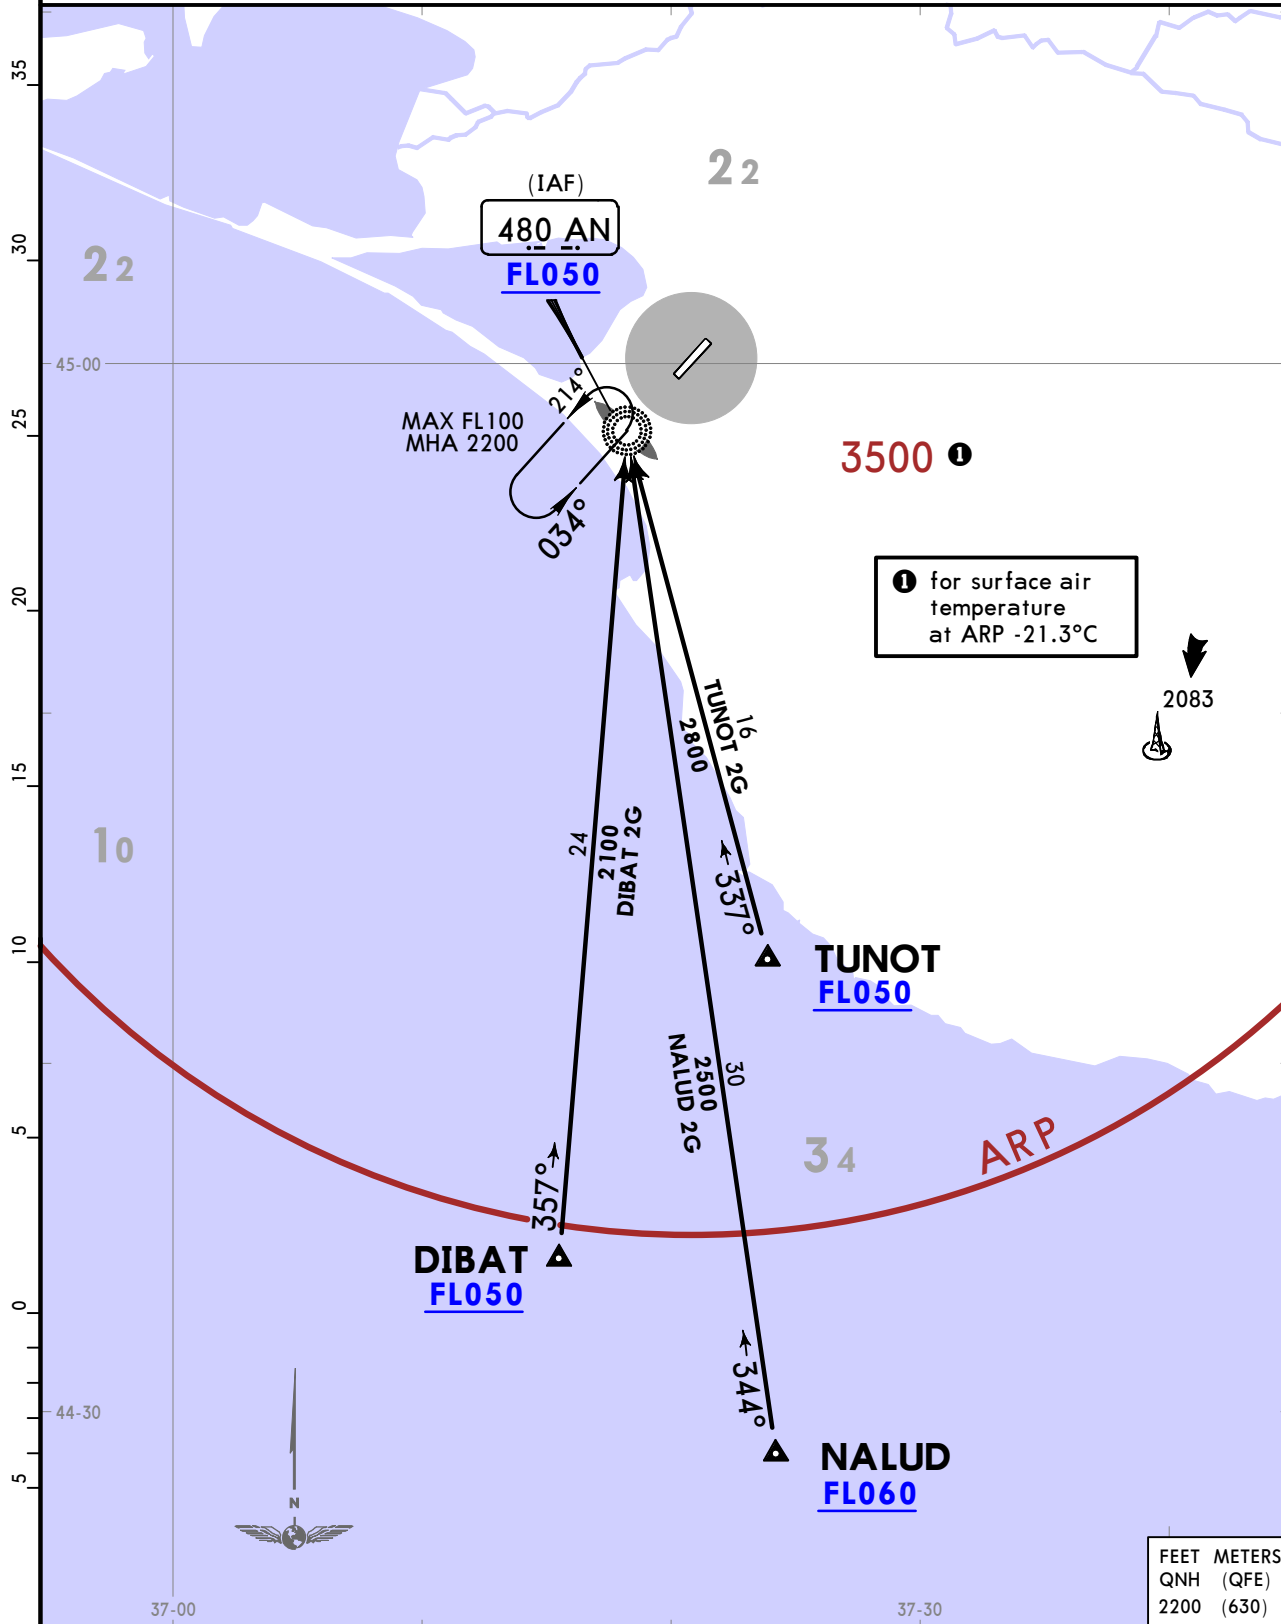 35
30
25
20
15
10
5
0
5
22
(IAF)
480 AN
FL050
22
45-00
214°
MAX FL100
MHA 2200
034°
3500 1
1 for surface air
temperature
at ARP -21.3°C
2083
16
TUNOT 2G
2800
24
2100
DIBAT 2G
10
337°
TUNOT
FL050
30
2500
NALUD 2G
34
ARP
357°
DIBAT
FL050
344°
44-30
NALUD
FL060
N
FEET METERS
QNH (QFE)
2200 (630)
37-00
37-30